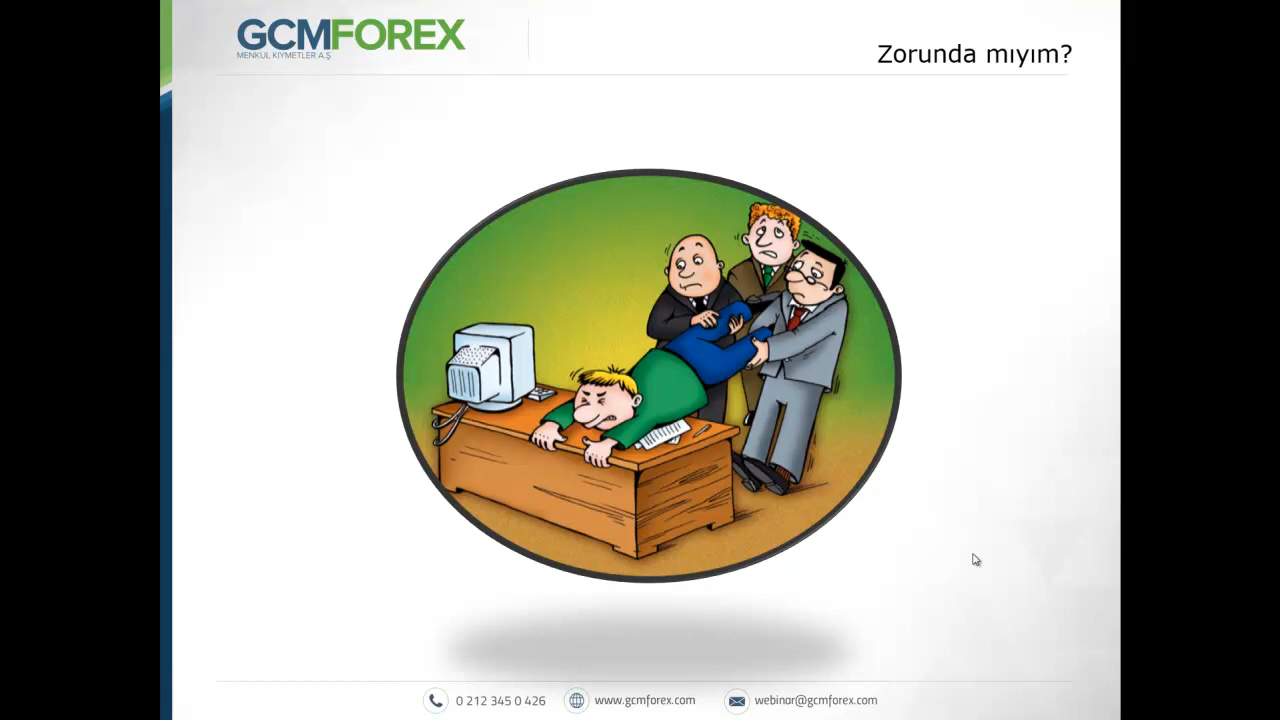 GCMFOREX
MENKUL KIYMETLER A.Ş
Zorunda mıyım?
0 212 345 0 426
www.gcmforex.com
webinar@gcmforex.com